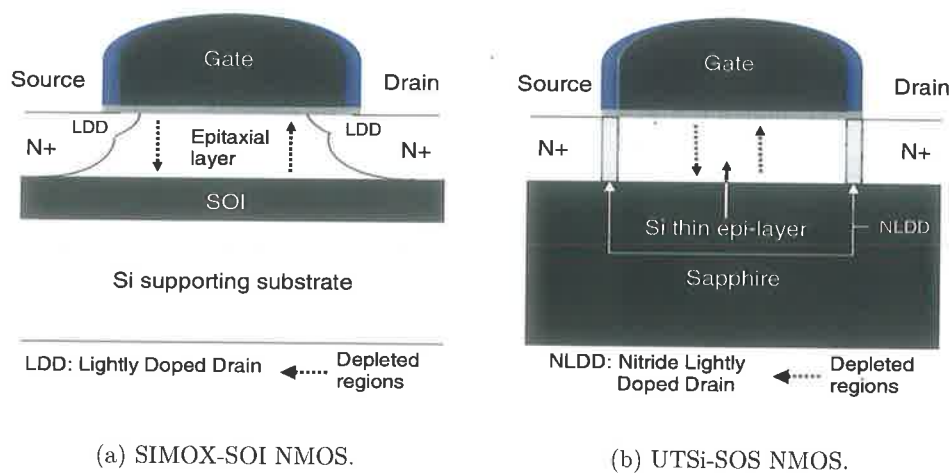 Gate
Source
Drain
LDD
LDD
N+
Epitaxial
layer
N+
SOI
Si supporting substrate
LDD: Lightly Doped Drain
Depleted
regions
(a) SIMOX-SOI NMOS.
Gate
Source
Drain
N+
N+
Si thin epi-layer
NLDD
Sapphire
NLDD: Nitride Lightly
Doped Drain
Depleted
regions
(b) UTSi-SOS NMOS.